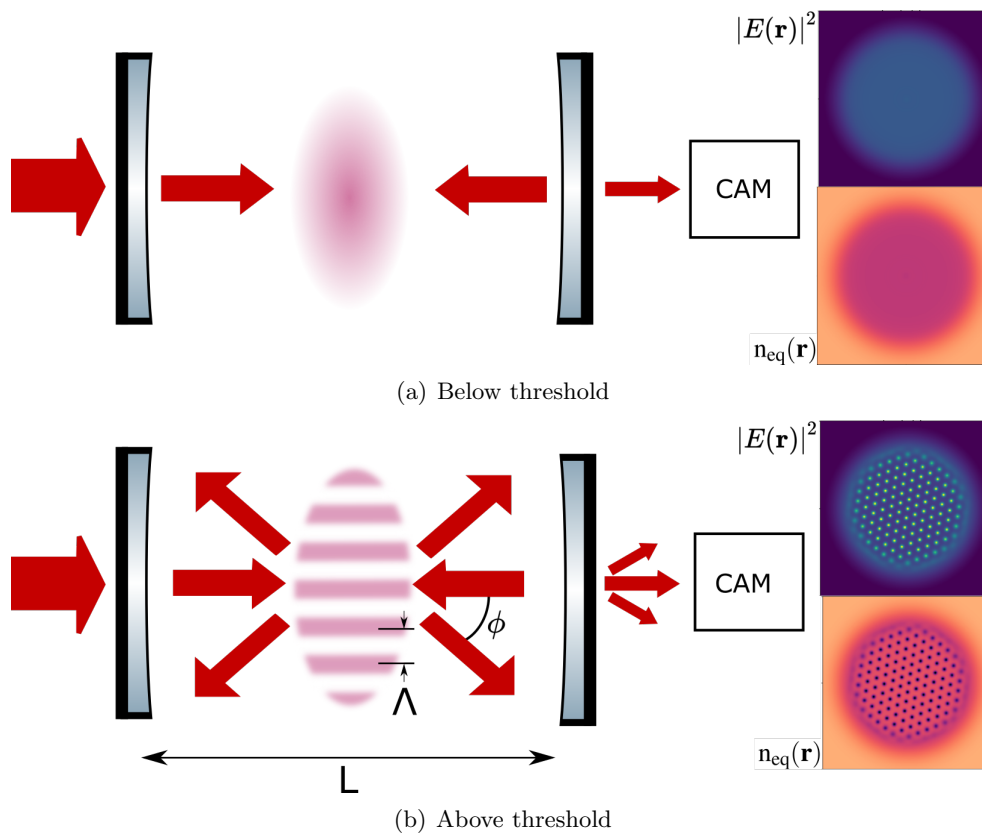 |E(𝐫)|²
CAM
n_eq(𝐫)
(a) Below threshold
|E(𝐫)|²
CAM
ϕ
Λ
n_eq(𝐫)
L
(b) Above threshold